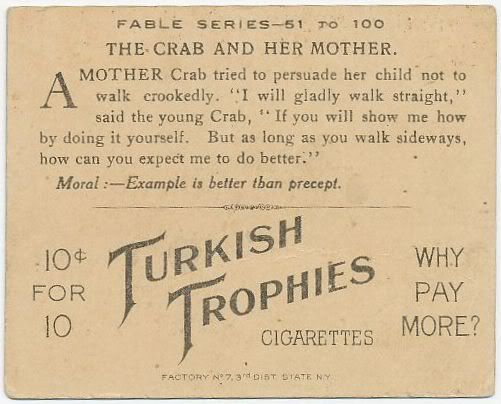 FABLE SERIES—51 TO 100
THE CRAB AND HER MOTHER.
A MOTHER Crab tried to persuade her child not to
walk crookedly. "I will gladly walk straight,"
said the young Crab, "If you will show me how
by doing it yourself. But as long as you walk sideways,
how can you expect me to do better."
Moral:—Example is better than precept.
10¢
FOR
10
TURKISH
TROPHIES
CIGARETTES
WHY
PAY
MORE?
FACTORY Nº 7, 3RD DIST. STATE N.Y.